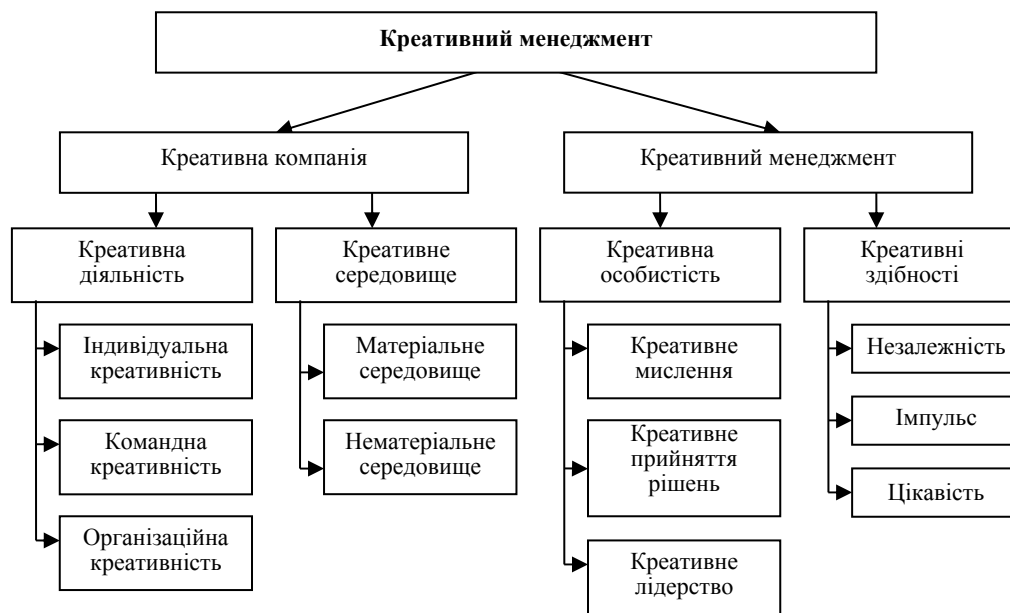 Креативний менеджмент
Креативна компанія
Креативний менеджмент
Креативна
діяльність
Креативне
середовище
Креативна
особистість
Креативні
здібності
Індивідуальна
креативність
Командна
креативність
Організаційна
креативність
Матеріальне
середовище
Нематеріальне
середовище
Креативне
мислення
Креативне
прийняття
рішень
Креативне
лідерство
Незалежність
Імпульс
Цікавість